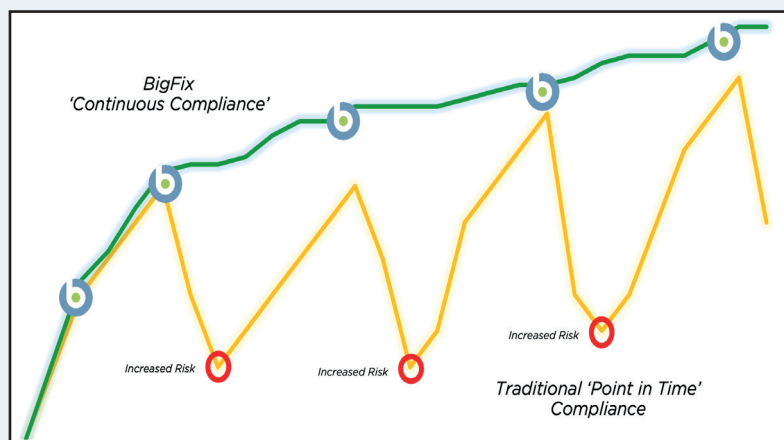 BigFix
'Continuous Compliance'
b
b
b
b
b
Increased Risk
Increased Risk
Increased Risk
Traditional 'Point in Time'
Compliance